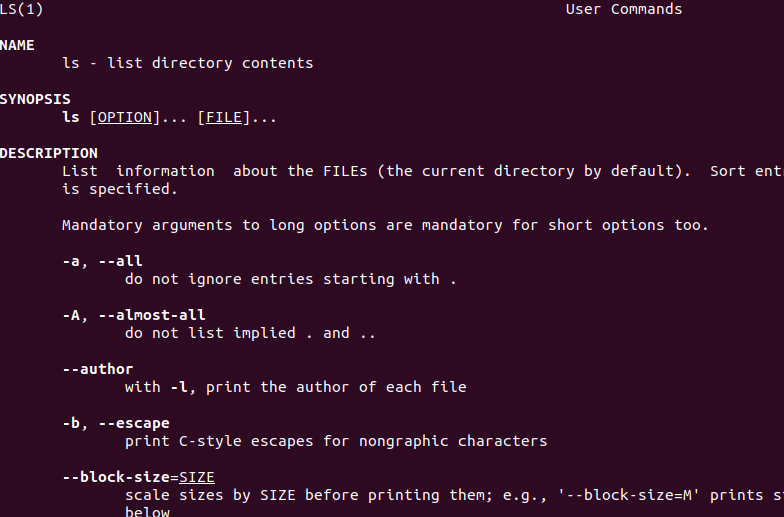 LS(1) User Commands
NAME
ls - list directory contents
SYNOPSIS
ls [OPTION]... [FILE]...
DESCRIPTION
List information about the FILEs (the current directory by default). Sort ent
is specified.
Mandatory arguments to long options are mandatory for short options too.
-a, --all
do not ignore entries starting with .
-A, --almost-all
do not list implied . and ..
--author
with -l, print the author of each file
-b, --escape
print C-style escapes for nongraphic characters
--block-size=SIZE
scale sizes by SIZE before printing them; e.g., '--block-size=M' prints s
below